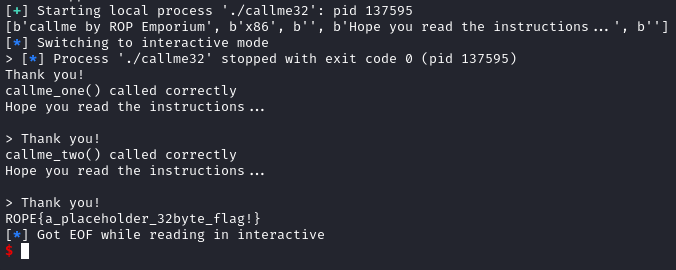 [+] Starting local process './callme32': pid 137595
[b'callme by ROP Emporium', b'x86', b'', b'Hope you read the instructions...', b'']
[*] Switching to interactive mode
> [*] Process './callme32' stopped with exit code 0 (pid 137595)
Thank you!
callme_one() called correctly
Hope you read the instructions...
> Thank you!
callme_two() called correctly
Hope you read the instructions...
> Thank you!
ROPE{a_placeholder_32byte_flag!}
[*] Got EOF while reading in interactive
$